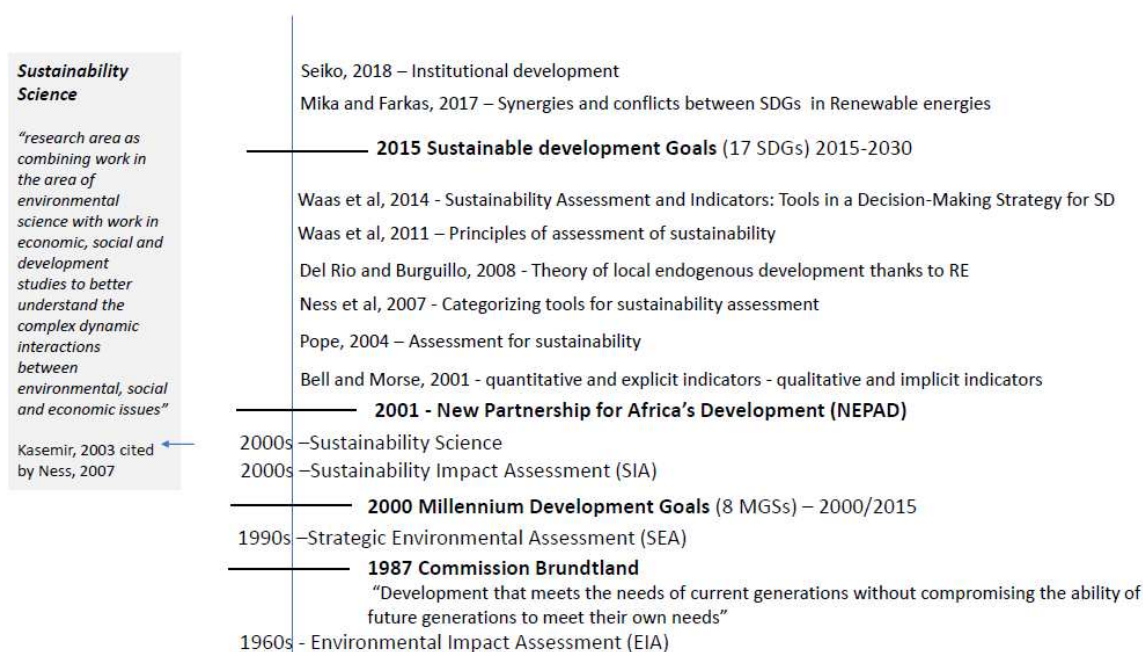 Sustainability
Science
“research area as
combining work in
the area of
environmental
science with work in
economic, social and
development
studies to better
understand the
complex dynamic
interactions
between
environmental, social
and economic issues”
Kasemir, 2003 cited
by Ness, 2007
Seiko, 2018 – Institutional development
Mika and Farkas, 2017 – Synergies and conflicts between SDGs in Renewable energies
2015 Sustainable development Goals (17 SDGs) 2015-2030
Waas et al, 2014 - Sustainability Assessment and Indicators: Tools in a Decision-Making Strategy for SD
Waas et al, 2011 – Principles of assessment of sustainability
Del Rio and Burguillo, 2008 - Theory of local endogenous development thanks to RE
Ness et al, 2007 - Categorizing tools for sustainability assessment
Pope, 2004 – Assessment for sustainability
Bell and Morse, 2001 - quantitative and explicit indicators - qualitative and implicit indicators
2001 - New Partnership for Africa’s Development (NEPAD)
2000s –Sustainability Science
2000s –Sustainability Impact Assessment (SIA)
2000 Millennium Development Goals (8 MGSs) – 2000/2015
1990s –Strategic Environmental Assessment (SEA)
1987 Commission Brundtland
“Development that meets the needs of current generations without compromising the ability of
future generations to meet their own needs”
1960s - Environmental Impact Assessment (EIA)